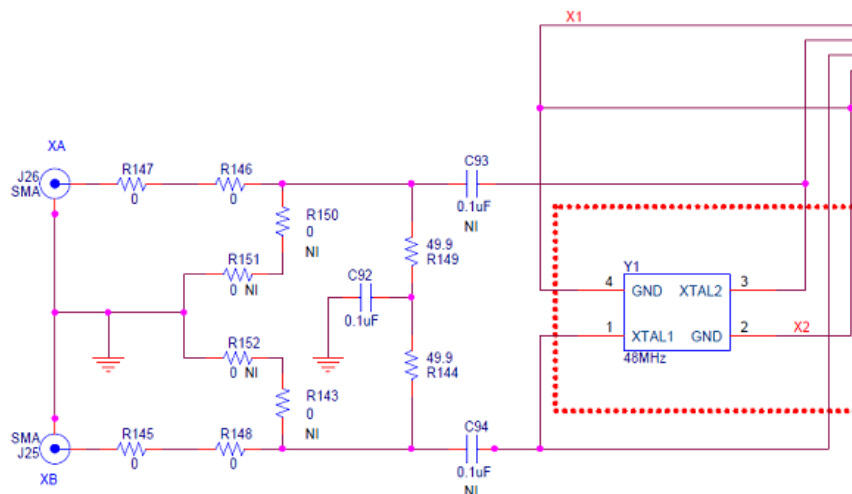 X1
XA
J26
SMA
R147
0
R146
0
C93
0.1uF
NI
R150
0
NI
R151
0 NI
49.9
R149
C92
0.1uF
Y1
4
GND
XTAL2
3
1
XTAL1
GND
2
X2
48MHz
R152
0 NI
49.9
R144
R143
0
NI
SMA
J25
XB
R145
0
R148
0
C94
0.1uF
NI